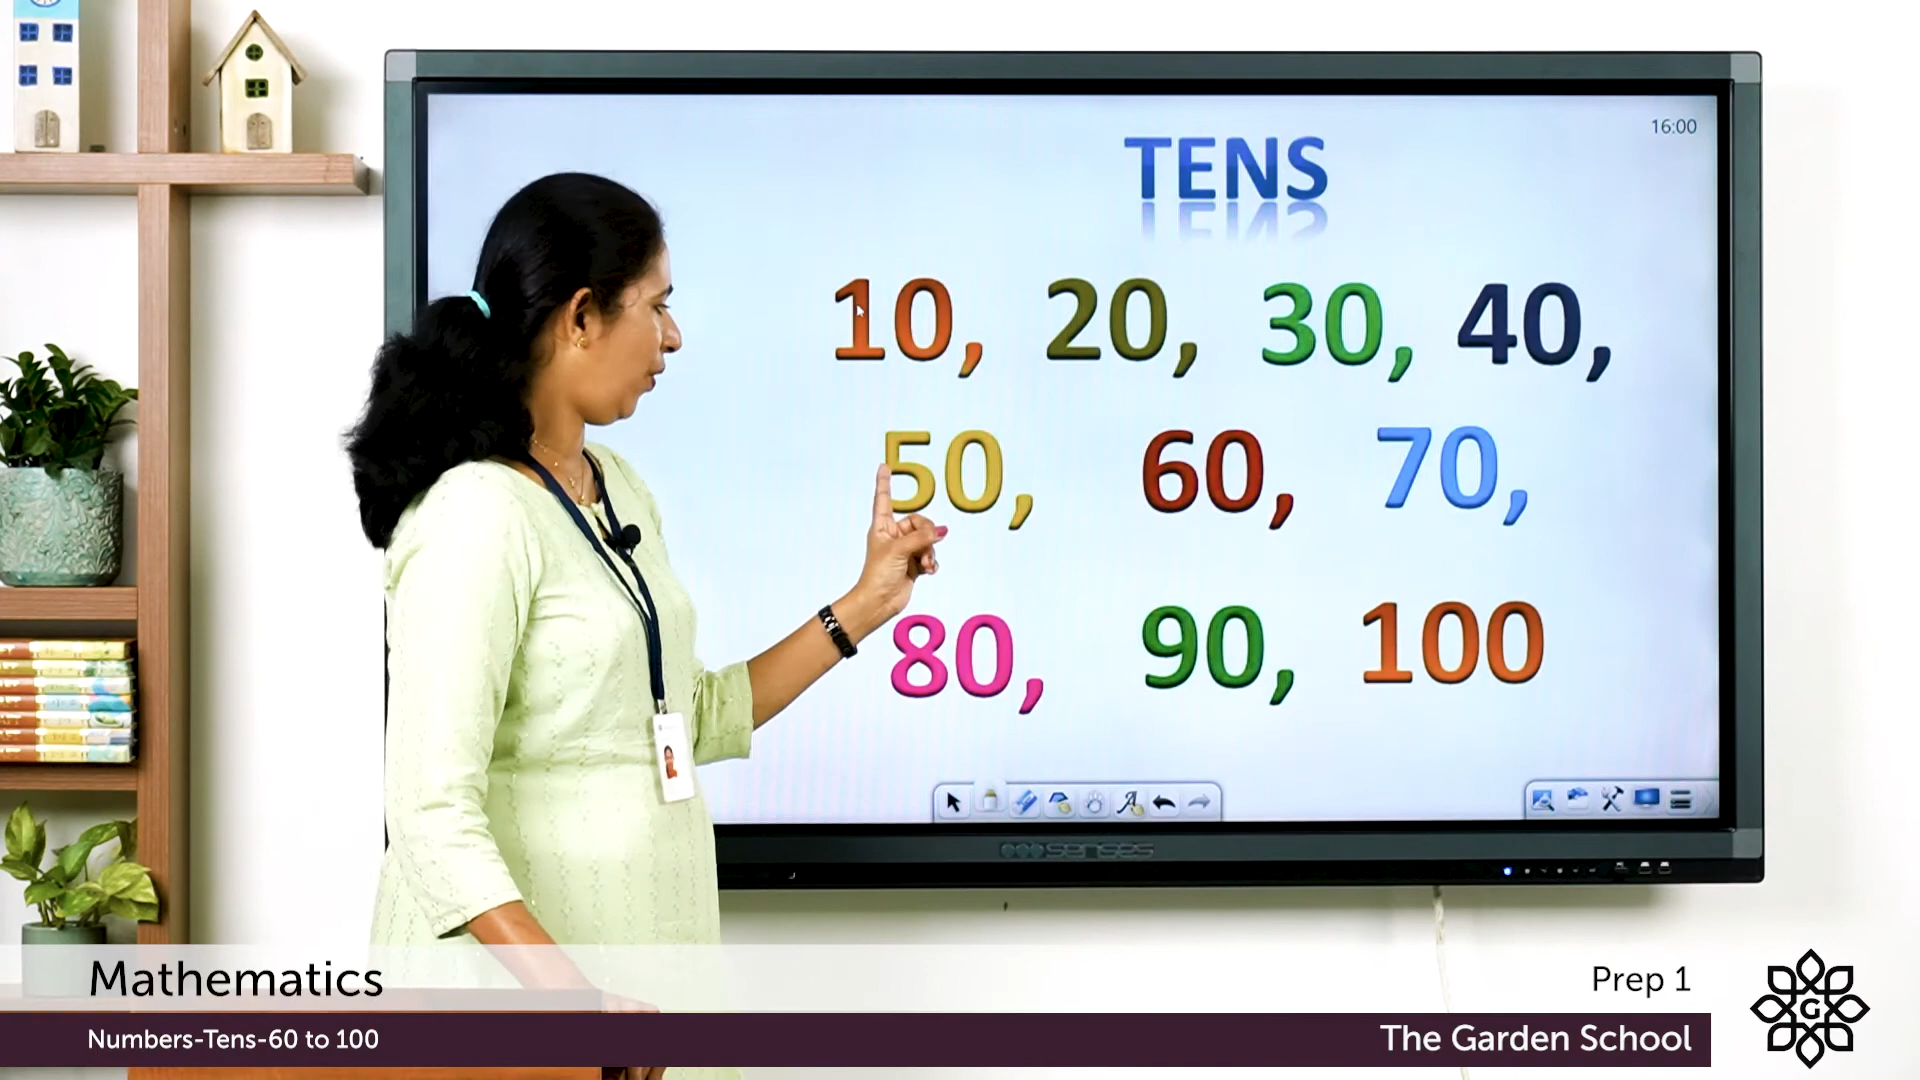 16:00
TENS
10, 20, 30, 40,
50, 60, 70,
80, 90, 100
senses
Mathematics
Prep 1
Numbers-Tens-60 to 100
The Garden School
G